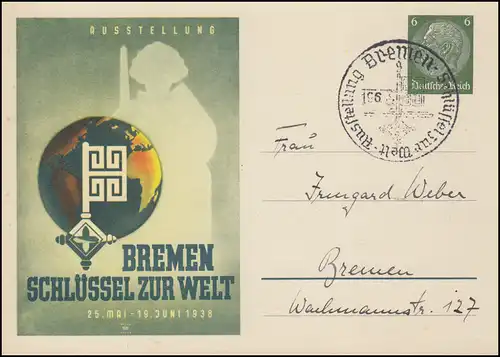 AUSSTELLUNG
BREMEN
SCHLÜSSEL ZUR WELT
25. MAI - 19. JUNI 1938
6 6
Deutsches Reich
Ausstellung Bremen-Schlüssel zur Welt
Frau
Irmgard Weber
Bremen
Wachmannstr. 127